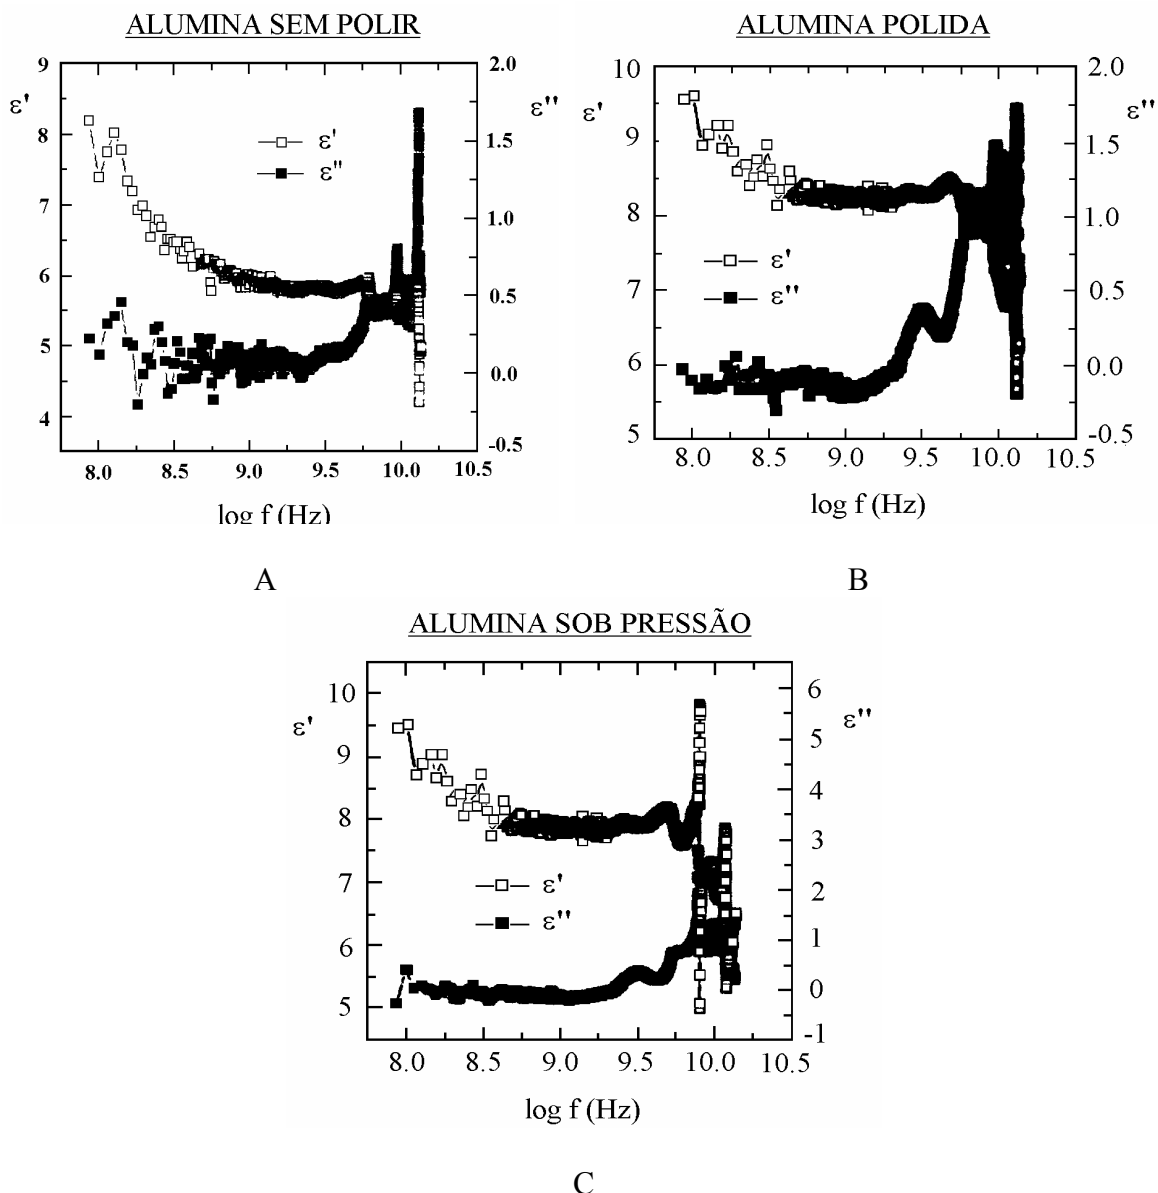 ALUMINA SEM POLIR
9
8
7
6
5
4
ε'
2.0
1.5
1.0
0.5
0.0
-0.5
ε''
ε'
ε''
8.0 8.5 9.0 9.5 10.0 10.5
log f (Hz)
A
ALUMINA POLIDA
10
9
8
7
6
5
ε'
2.0
1.5
1.0
0.5
0.0
-0.5
ε''
ε'
ε''
8.0 8.5 9.0 9.5 10.0 10.5
log f (Hz)
B
ALUMINA SOB PRESSÃO
10
9
8
7
6
5
ε'
6
5
4
3
2
1
0
-1
ε''
ε'
ε''
8.0 8.5 9.0 9.5 10.0 10.5
log f (Hz)
C